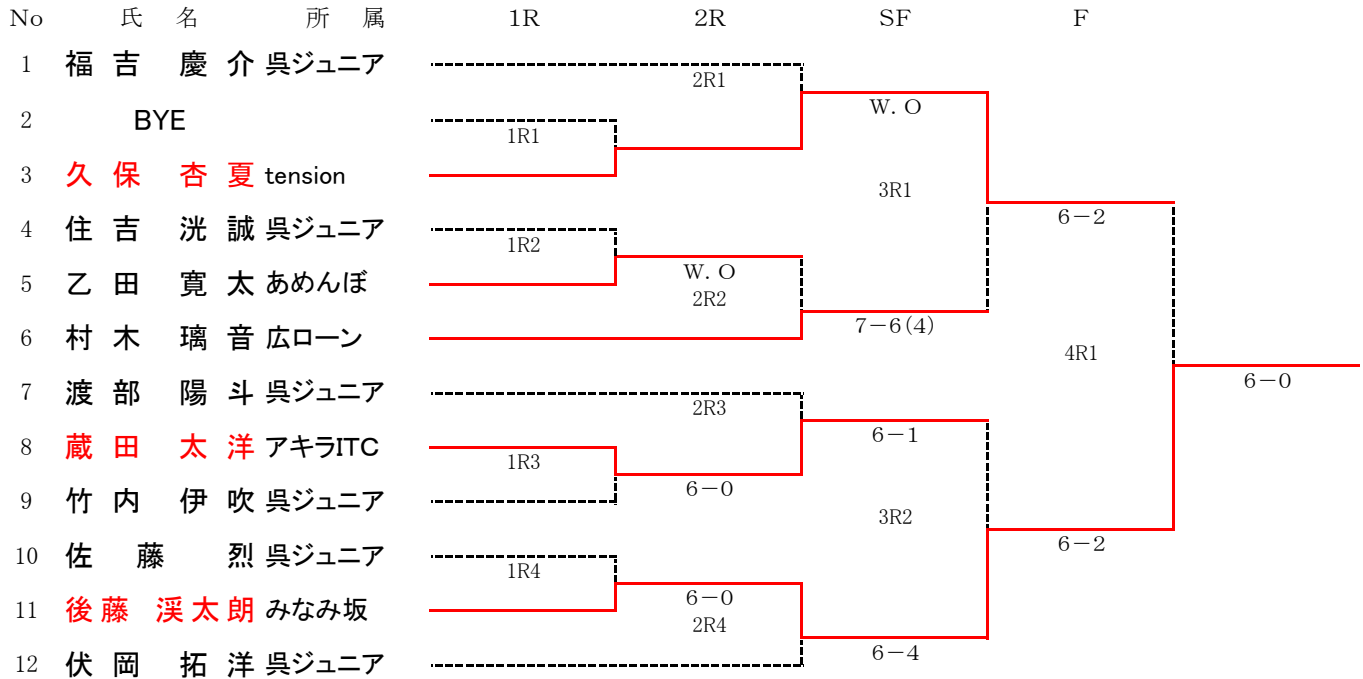 No 氏 名 所 属 1R 2R SF F
1 福 吉 慶 介 呉ジュニア
2R1
2 BYE W. O
1R1
3 久 保 杏 夏 tension
3R1
4 住 吉 洸 誠 呉ジュニア 6-2
1R2
5 乙 田 寛 太 あめんぼ W. O
2R2
6 村 木 璃 音 広ローン 7-6(4)
4R1
7 渡 部 陽 斗 呉ジュニア 6-0
2R3
8 蔵 田 太 洋 アキラITC 6-1
1R3
9 竹 内 伊 吹 呉ジュニア 6-0
3R2
10 佐 藤 烈 呉ジュニア 6-2
1R4
11 後 藤 渓 太 朗 みなみ坂 6-0
2R4
12 伏 岡 拓 洋 呉ジュニア 6-4